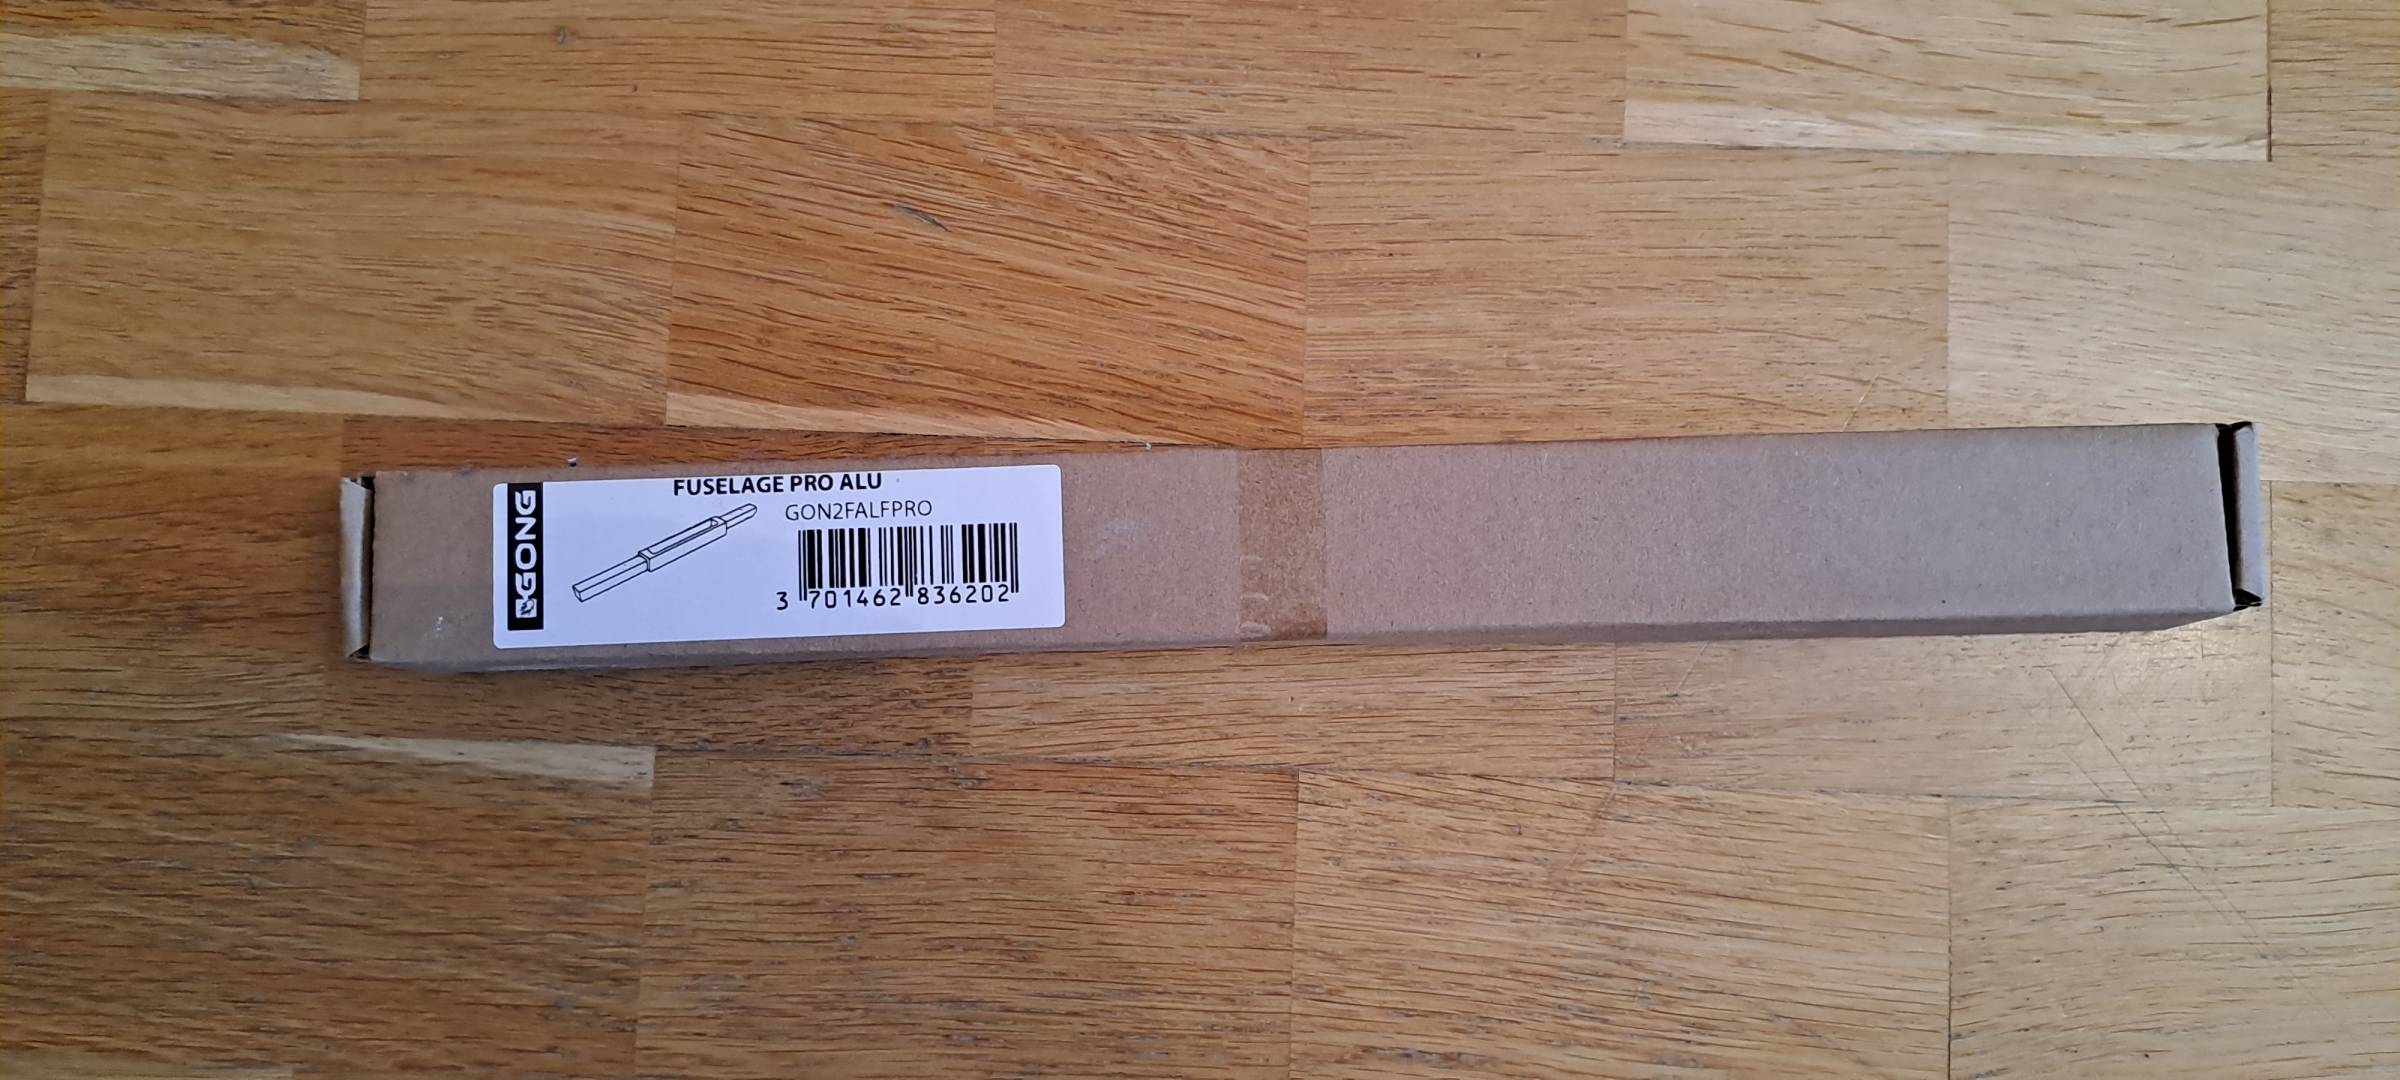 GONG
FUSELAGE PRO ALU
GON2FALFPRO
3 701462 836202